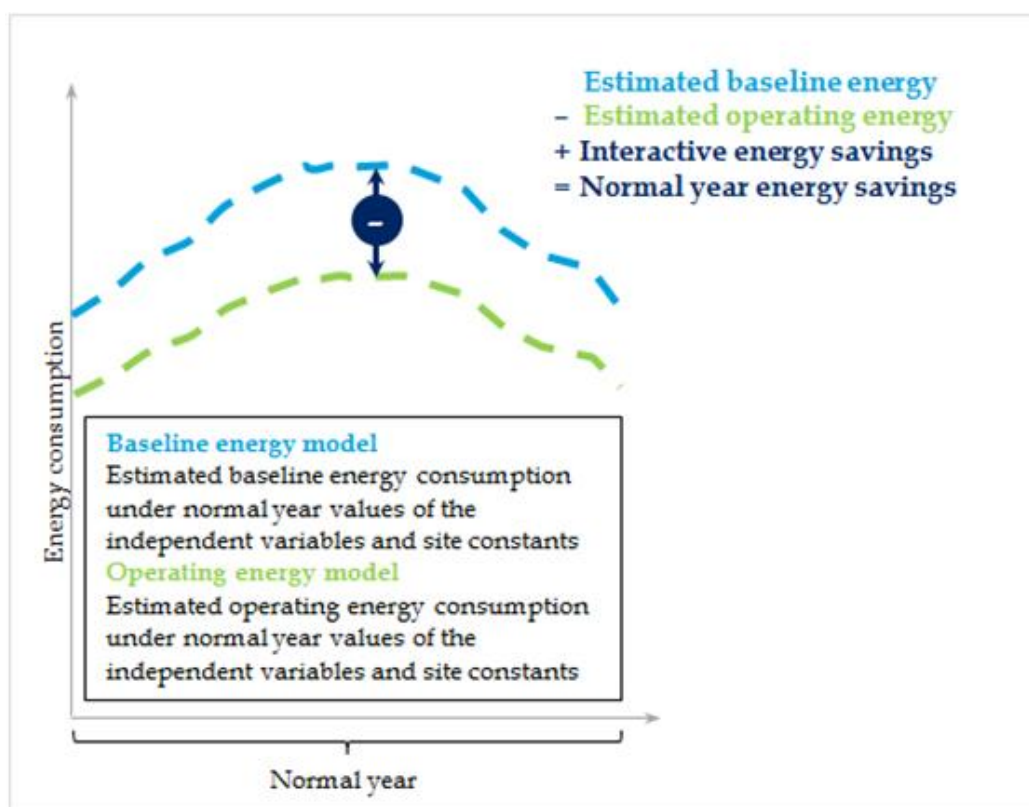 Estimated baseline energy
– Estimated operating energy
+ Interactive energy savings
= Normal year energy savings
–
Energy consumption
Baseline energy model
Estimated baseline energy consumption
under normal year values of the
independent variables and site constants
Operating energy model
Estimated operating energy consumption
under normal year values of the
independent variables and site constants
Normal year